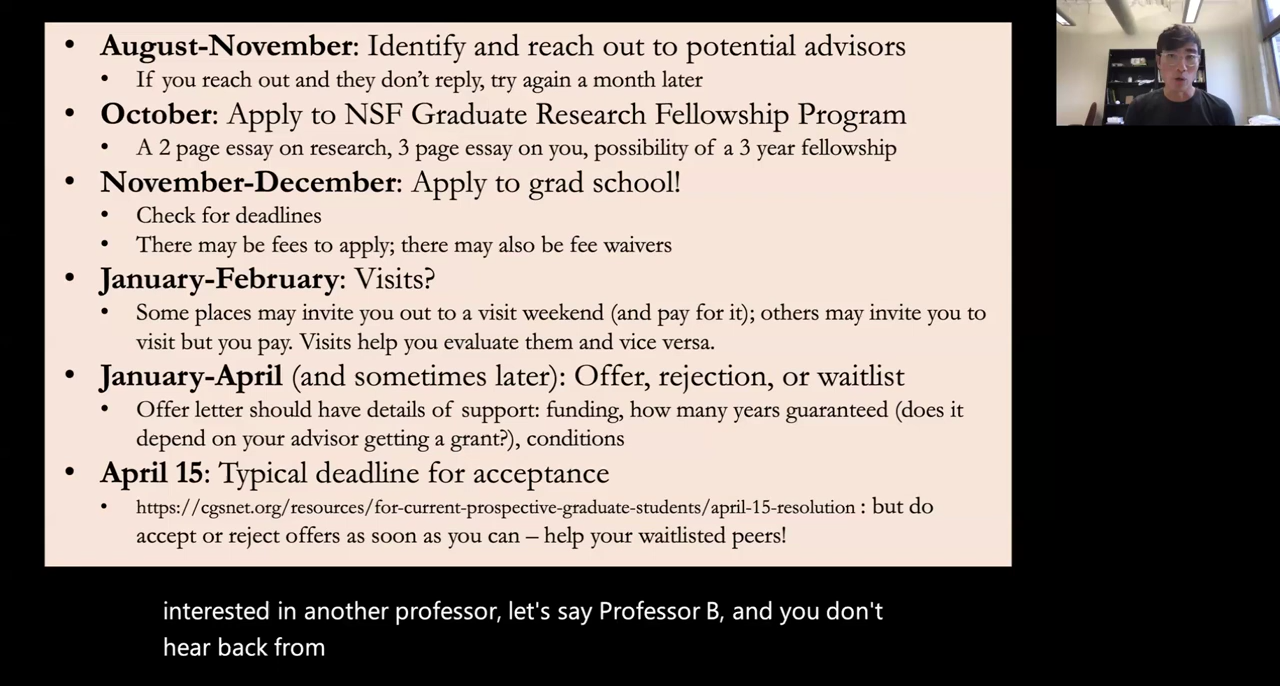 • August-November: Identify and reach out to potential advisors
• If you reach out and they don't reply, try again a month later
• October: Apply to NSF Graduate Research Fellowship Program
• A 2 page essay on research, 3 page essay on you, possibility of a 3 year fellowship
• November-December: Apply to grad school!
• Check for deadlines
• There may be fees to apply; there may also be fee waivers
• January-February: Visits?
• Some places may invite you out to a visit weekend (and pay for it); others may invite you to
visit but you pay. Visits help you evaluate them and vice versa.
• January-April (and sometimes later): Offer, rejection, or waitlist
• Offer letter should have details of support: funding, how many years guaranteed (does it
depend on your advisor getting a grant?), conditions
• April 15: Typical deadline for acceptance
• https://cgsnet.org/resources/for-current-prospective-graduate-students/april-15-resolution : but do
accept or reject offers as soon as you can – help your waitlisted peers!
interested in another professor, let's say Professor B, and you don't
hear back from